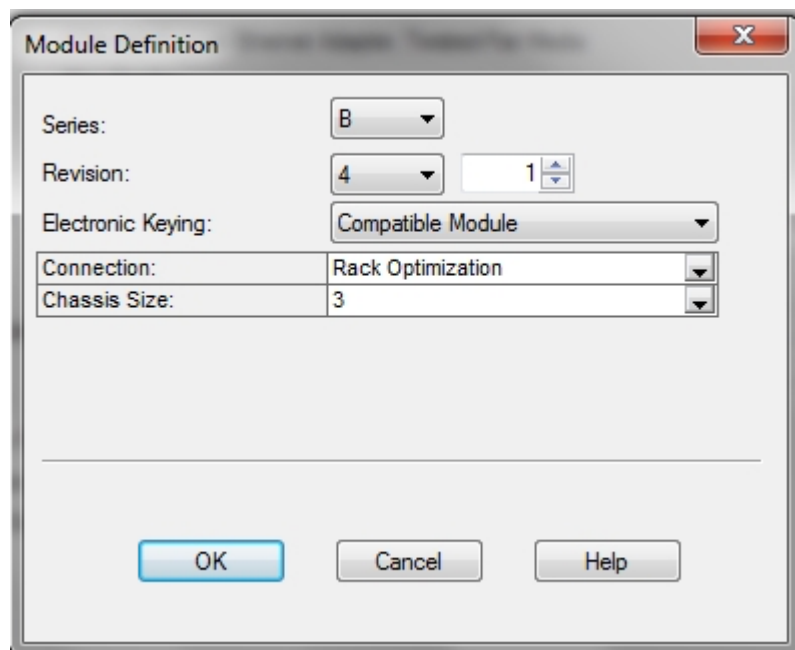 Module Definition
Series: B
Revision: 4 1
Electronic Keying: Compatible Module
Connection: Rack Optimization
Chassis Size: 3
OK Cancel Help